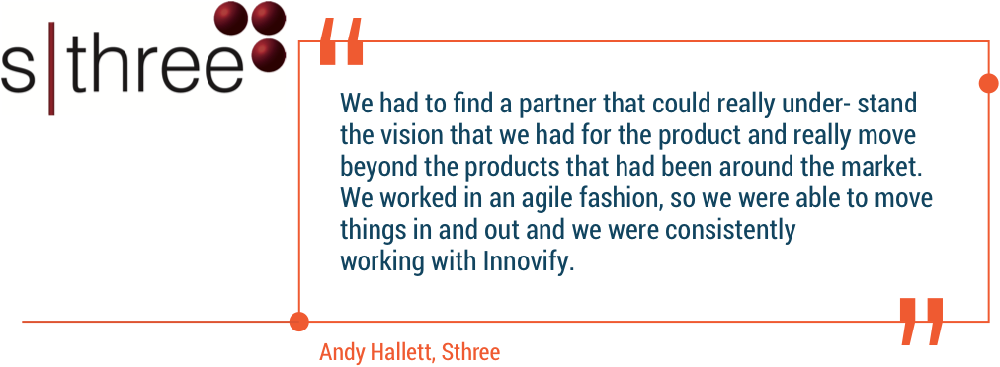 s|three
“
We had to find a partner that could really under- stand
the vision that we had for the product and really move
beyond the products that had been around the market.
We worked in an agile fashion, so we were able to move
things in and out and we were consistently
working with Innovify.
”
Andy Hallett, Sthree